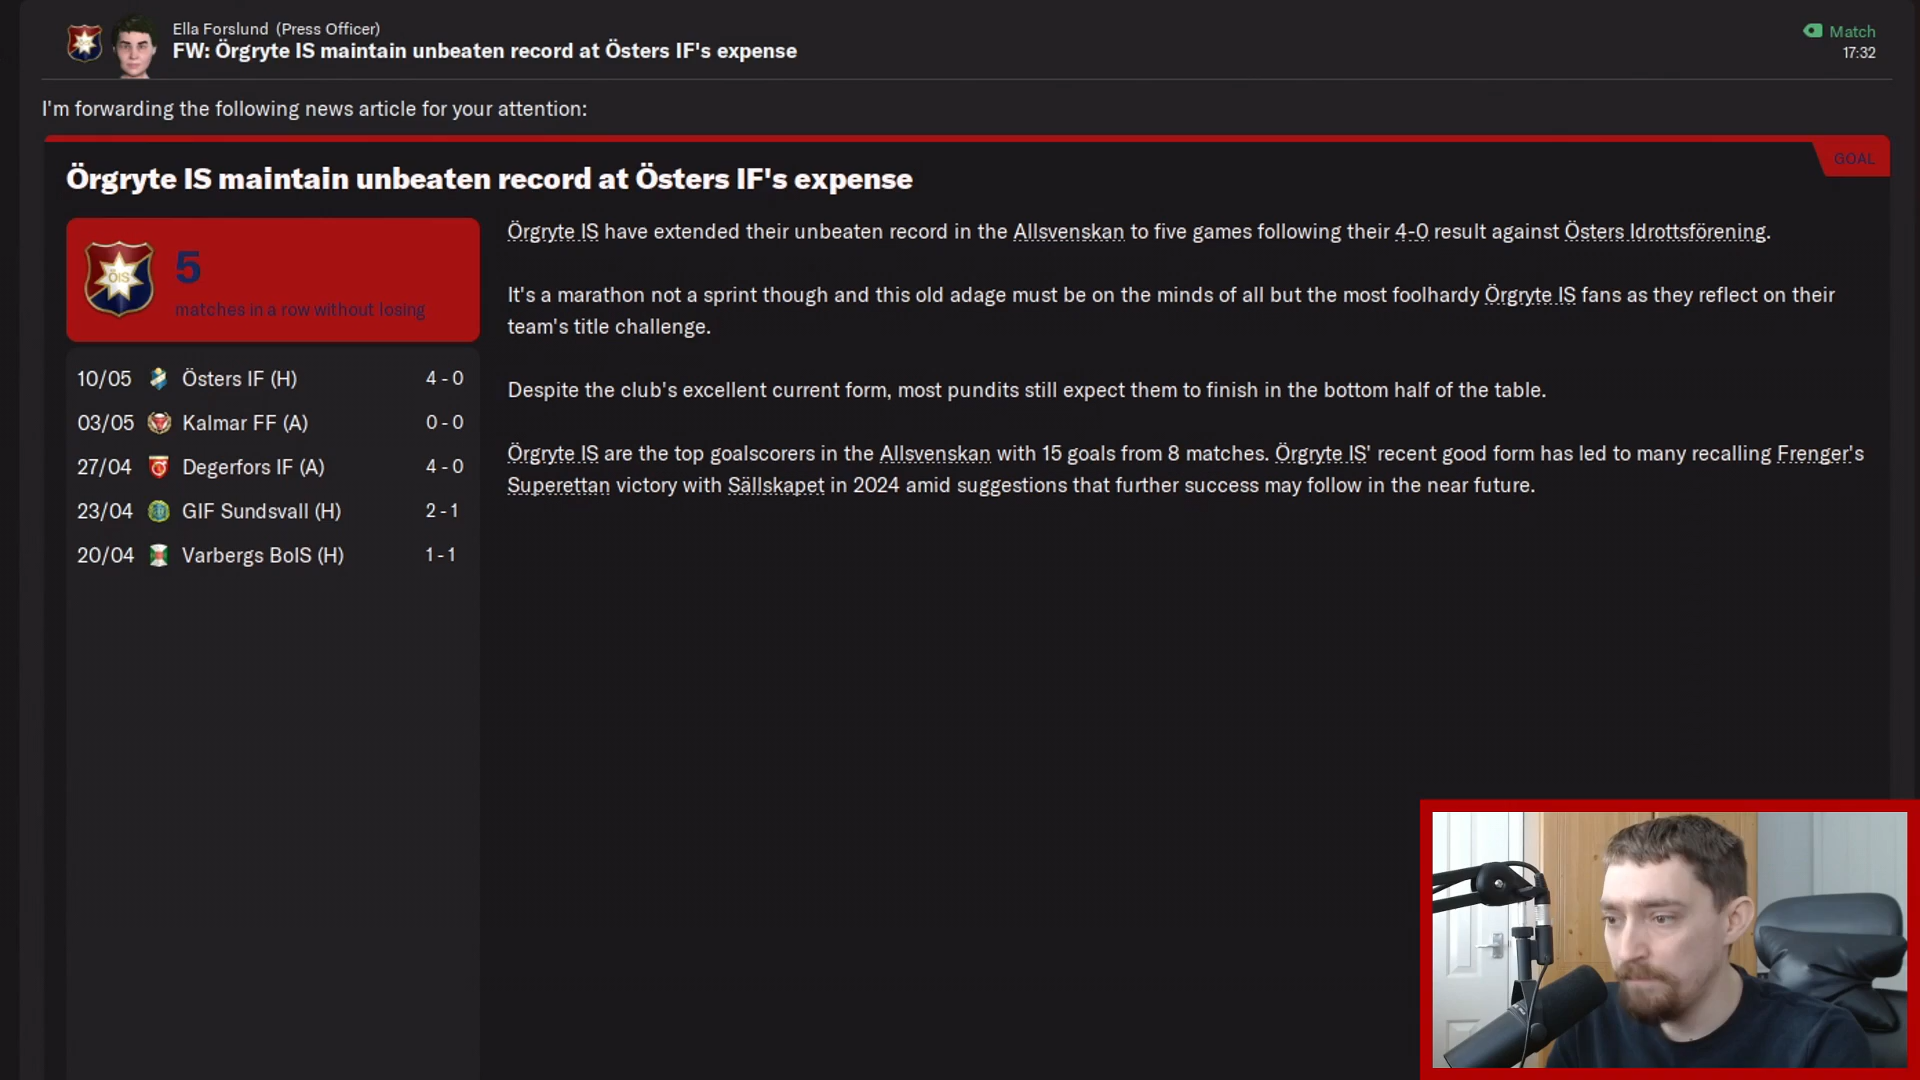 Ella Forslund (Press Officer)
FW: Örgryte IS maintain unbeaten record at Östers IF's expense
Match
17:32
I'm forwarding the following news article for your attention:
GOAL
Örgryte IS maintain unbeaten record at Östers IF's expense
ÖIS
5
matches in a row without losing
10/05 Östers IF (H) 4 - 0
03/05 Kalmar FF (A) 0 - 0
27/04 Degerfors IF (A) 4 - 0
23/04 GIF Sundsvall (H) 2 - 1
20/04 Varbergs BoIS (H) 1 - 1
Örgryte IS have extended their unbeaten record in the Allsvenskan to five games following their 4-0 result against Östers Idrottsförening.
It's a marathon not a sprint though and this old adage must be on the minds of all but the most foolhardy Örgryte IS fans as they reflect on their
team's title challenge.
Despite the club's excellent current form, most pundits still expect them to finish in the bottom half of the table.
Örgryte IS are the top goalscorers in the Allsvenskan with 15 goals from 8 matches. Örgryte IS' recent good form has led to many recalling Frenger's
Superettan victory with Sällskapet in 2024 amid suggestions that further success may follow in the near future.